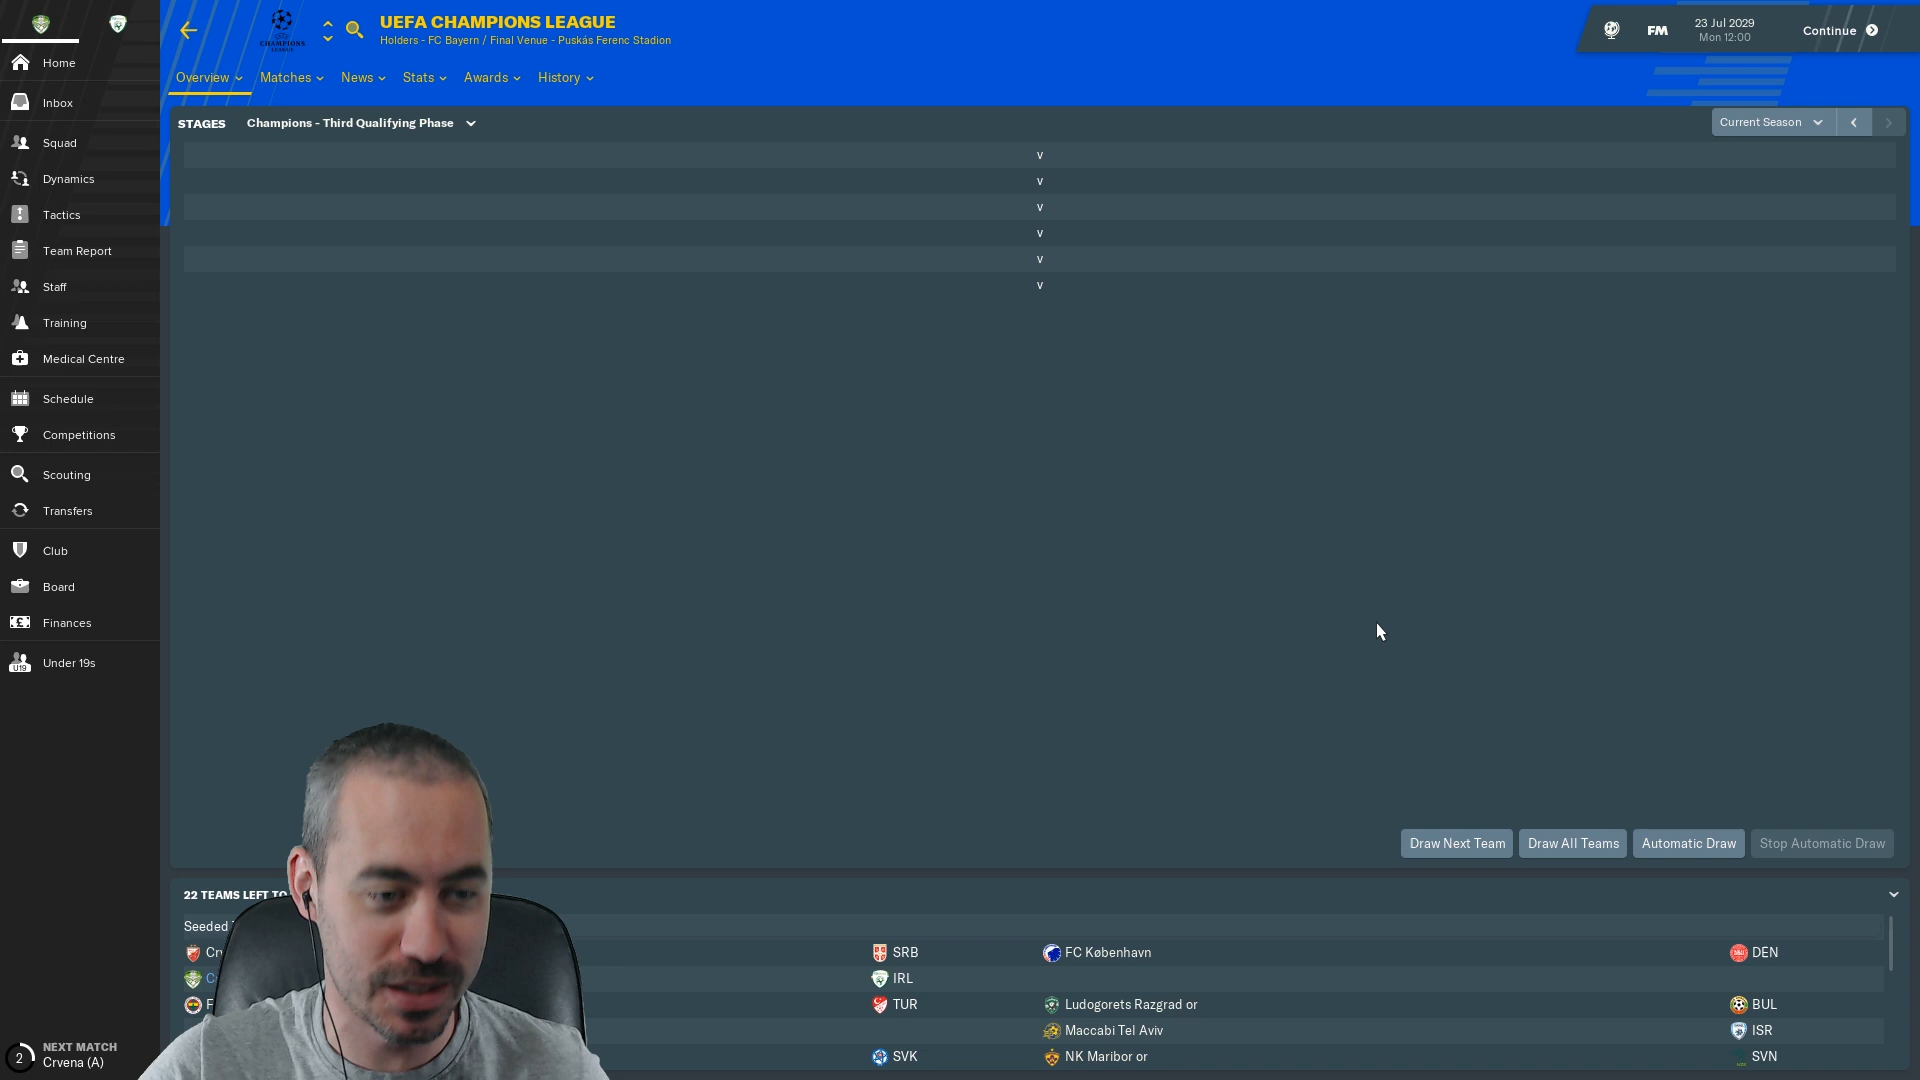 UEFA CHAMPIONS LEAGUE
Holders - FC Bayern / Final Venue - Puskás Ferenc Stadion
CHAMPIONS LEAGUE
FM
23 Jul 2029
Mon 12:00
Continue
Overview
Matches
News
Stats
Awards
History
Home
Inbox
Squad
Dynamics
Tactics
Team Report
Staff
Training
Medical Centre
Schedule
Competitions
Scouting
Transfers
Club
Board
Finances
U19
Under 19s
2
NEXT MATCH
Crvena (A)
STAGES
Champions - Third Qualifying Phase
Current Season
v
v
v
v
v
v
Draw Next Team
Draw All Teams
Automatic Draw
Stop Automatic Draw
22 TEAMS LEFT TO
Seeded
SRB FC København DEN
IRL
TUR Ludogorets Razgrad or BUL
Maccabi Tel Aviv ISR
SVK NK Maribor or SVN